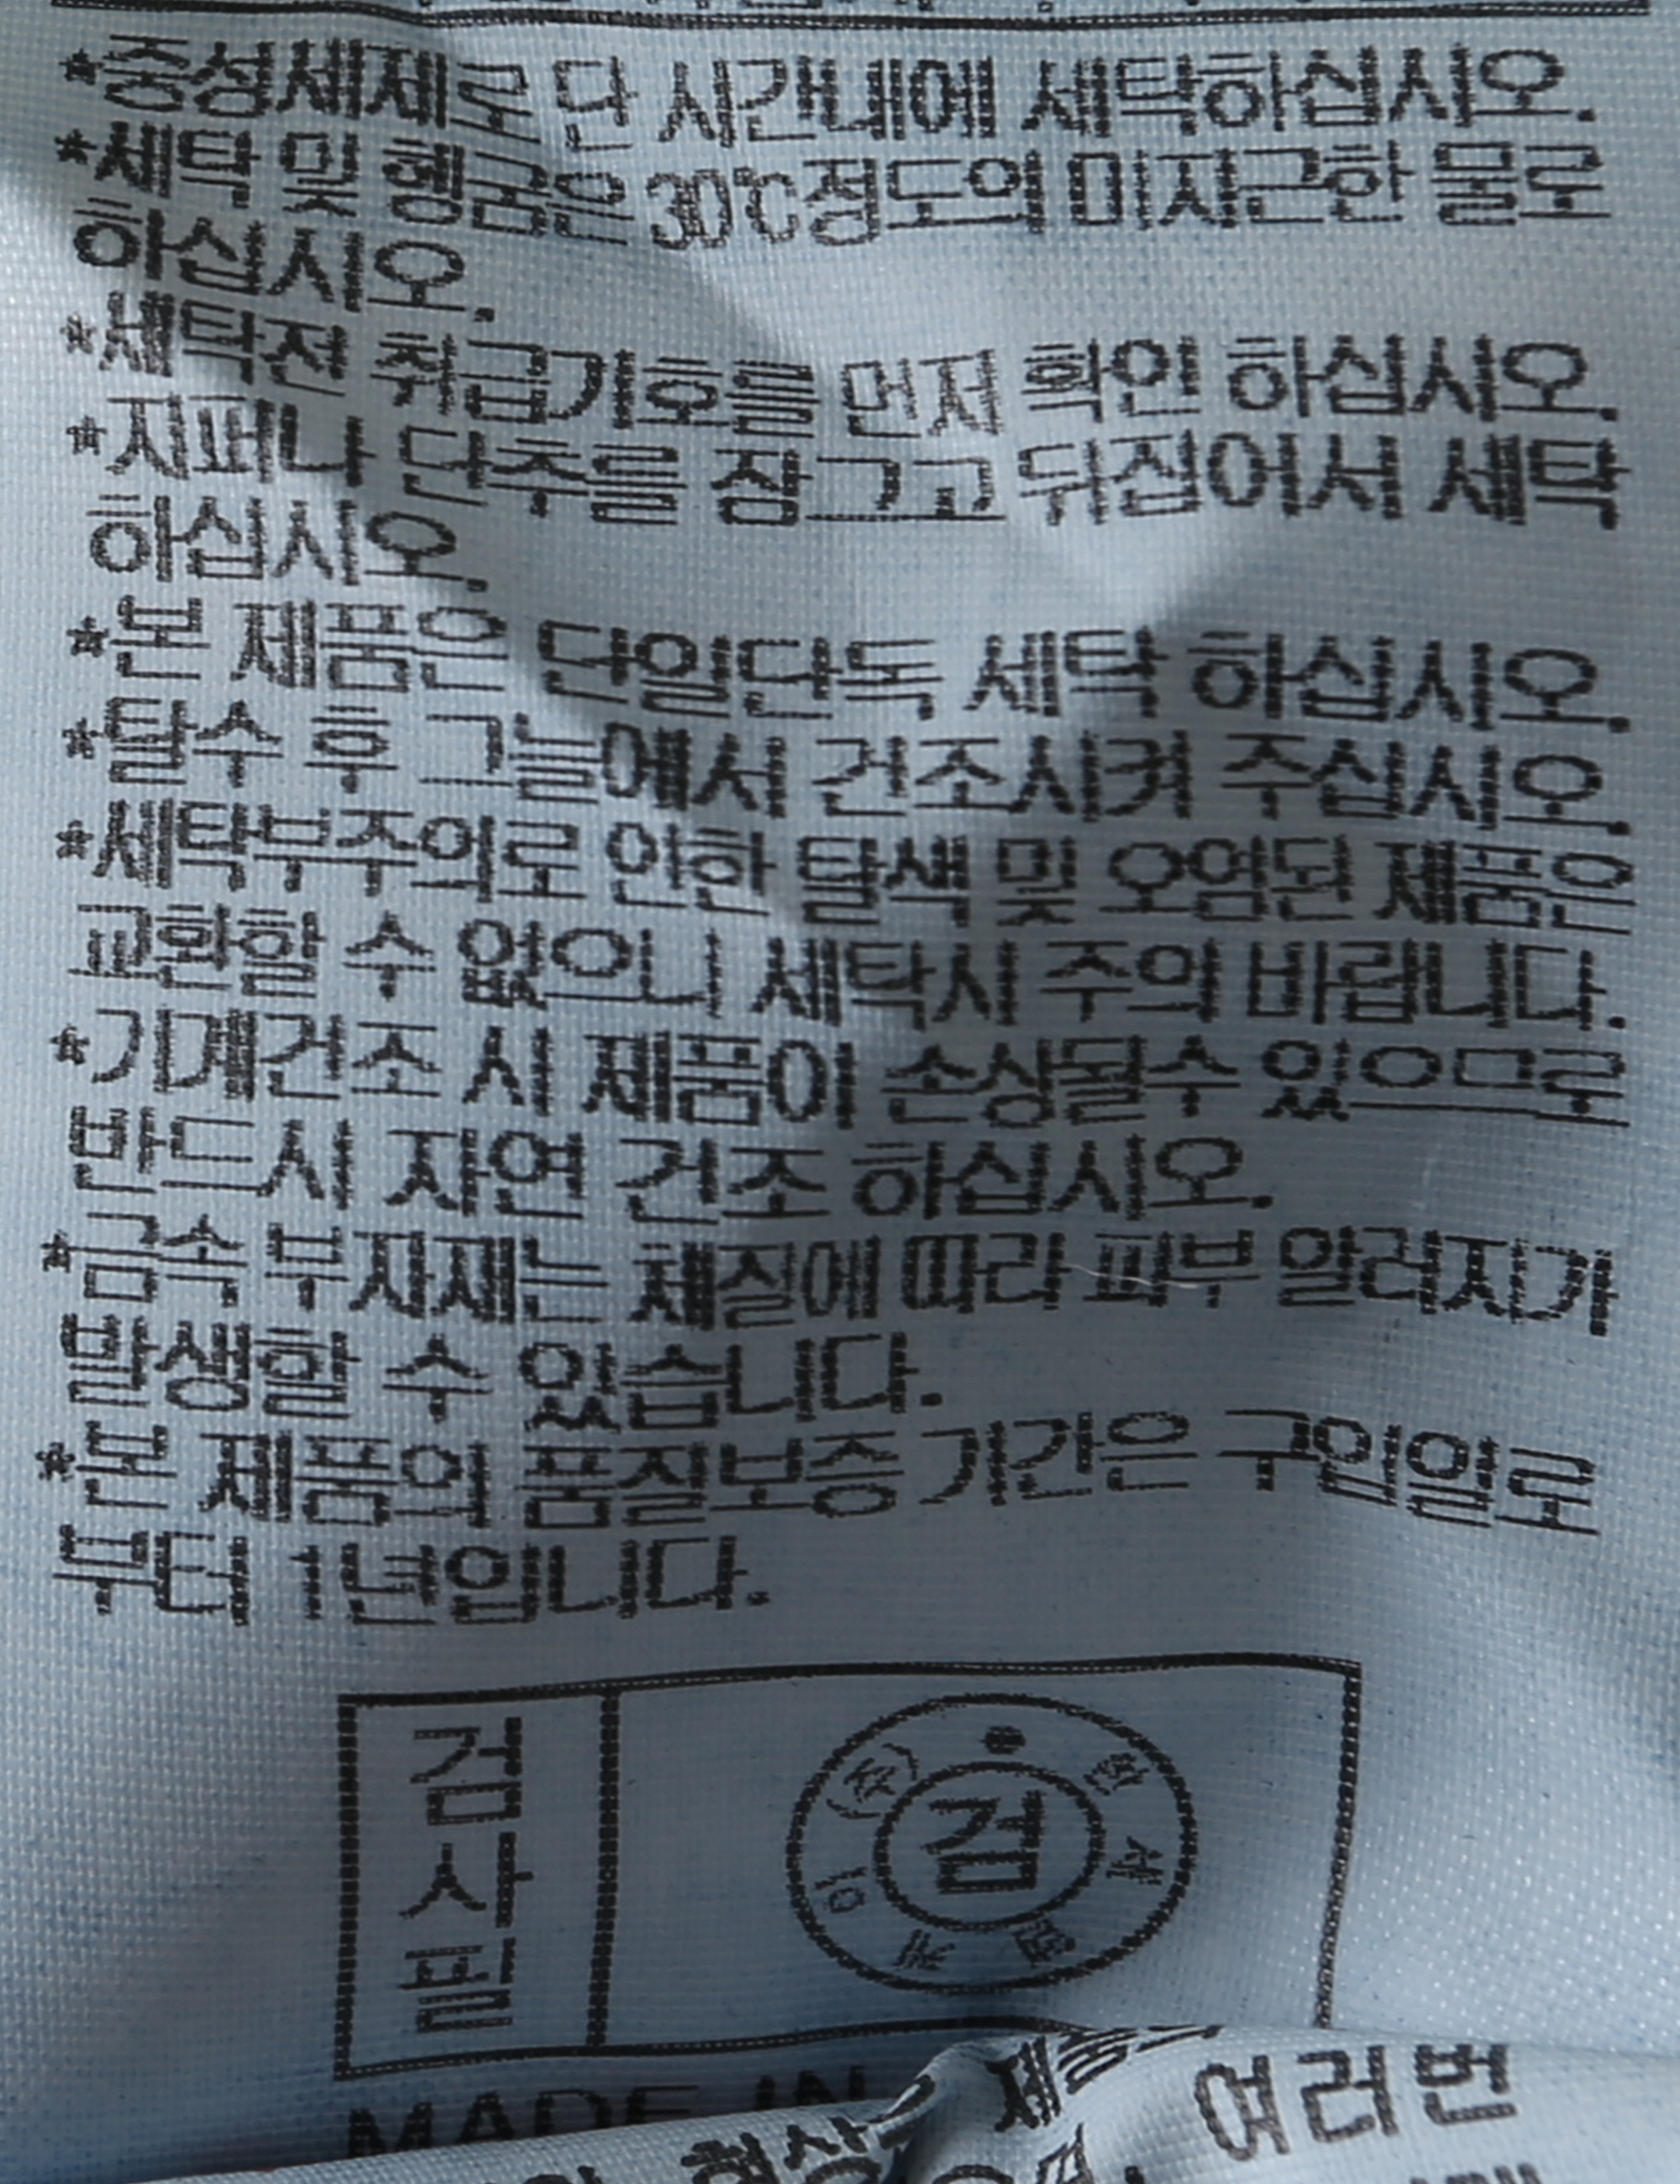 *중성세제로 단 시간내에 세탁하십시오.
*세탁 및 헹굼은 30℃정도의 미지근한 물로
하십시오.
*세탁전 취급기호를 먼저 확인 하십시오.
*지퍼나 단추를 잠그고 뒤집어서 세탁
하십시오.
*본 제품은 단일단독 세탁 하십시오.
*탈수 후 그늘에서 건조시켜 주십시오.
*세탁부주의로 인한 탈색 및 오염된 제품은
교환할 수 없으니 세탁시 주의 바랍니다.
*기계건조 시 제품이 손상될수 있으므로
반드시 자연 건조 하십시오.
*금속 부자재는 체질에 따라 피부 알러지가
발생할 수 있습니다.
*본 제품의 품질보증 기간은 구입일로
부터 1년입니다.
검사필
(주)
검
MADE IN
여러번
현상